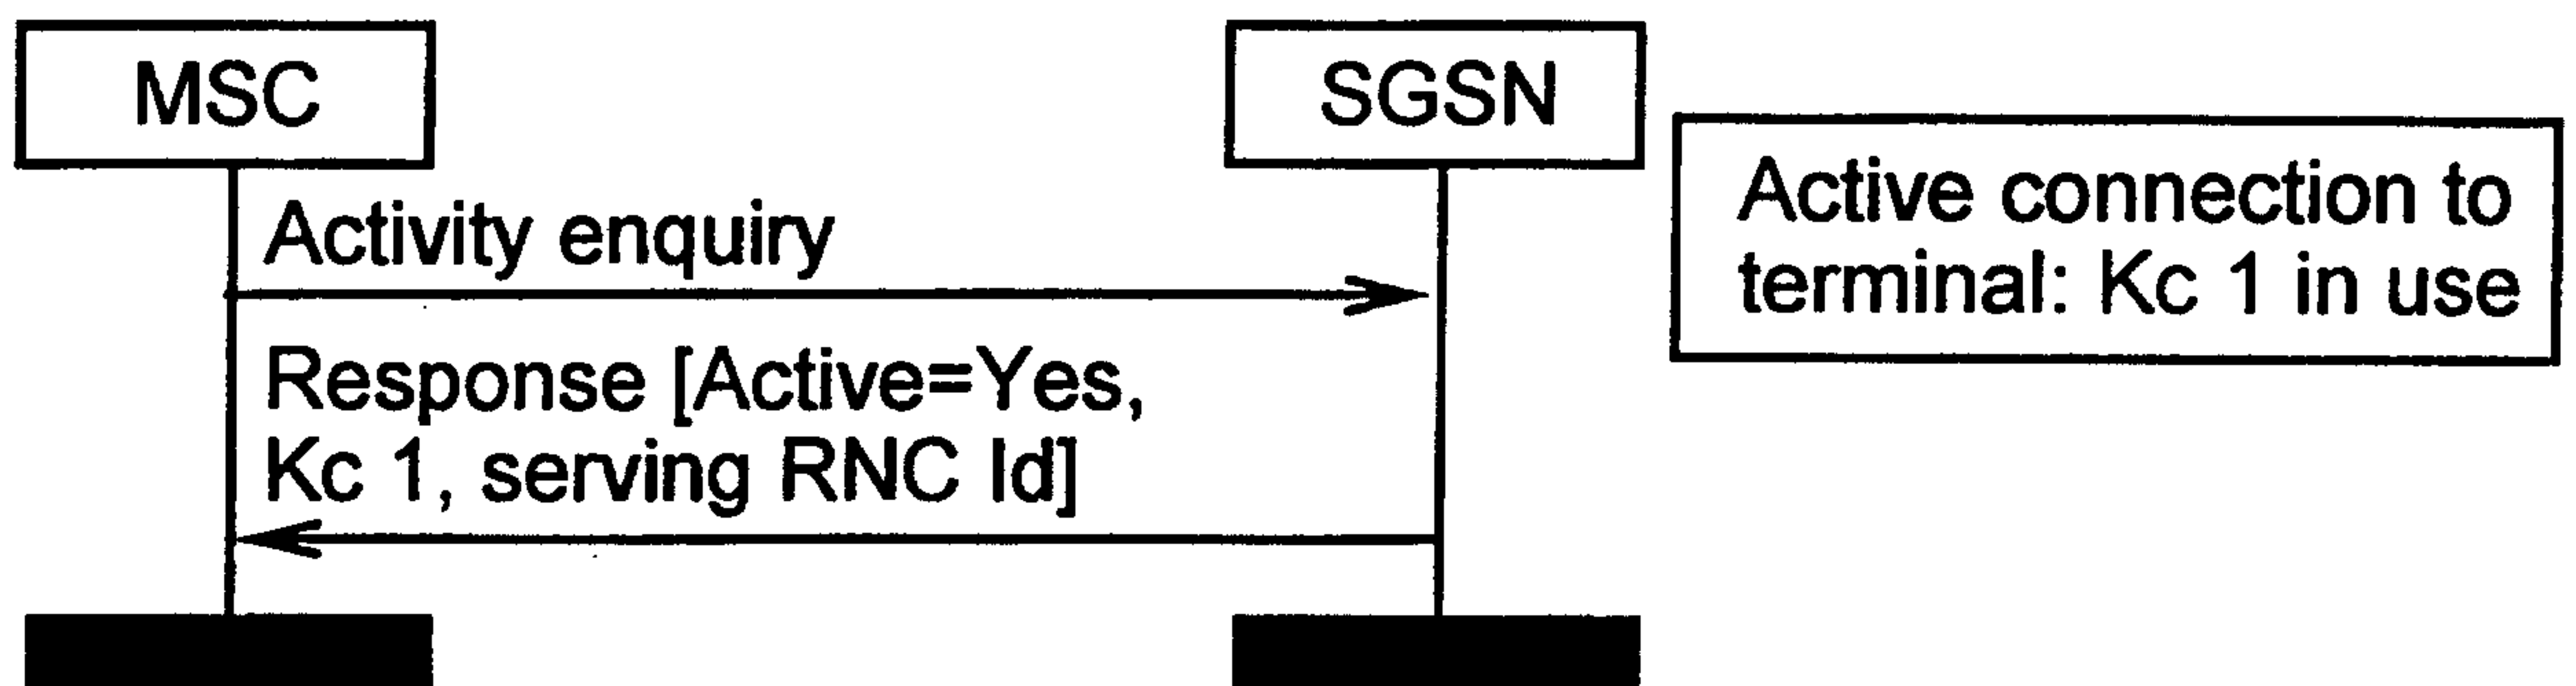 MSC
SGSN
Active connection to
terminal: Kc 1 in use
Activity enquiry
Response [Active=Yes,
Kc 1, serving RNC Id]